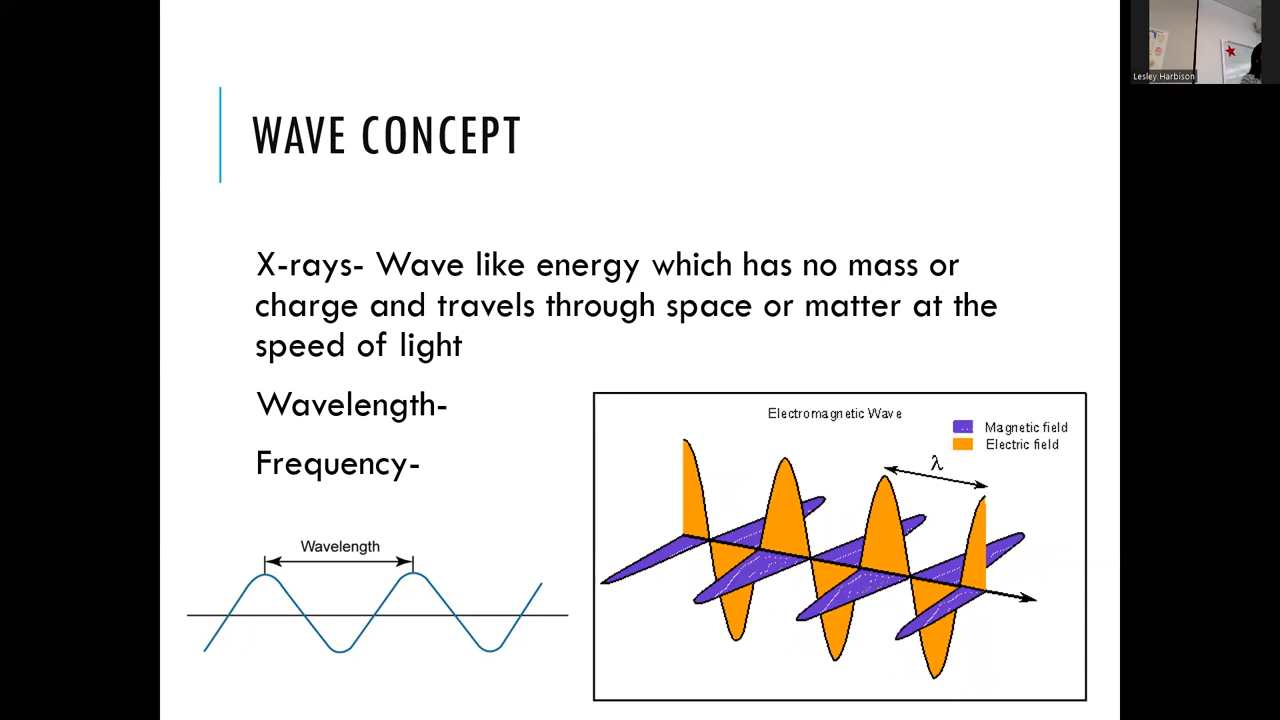 Lesley Harbison
WAVE CONCEPT
X-rays- Wave like energy which has no mass or
charge and travels through space or matter at the
speed of light
Wavelength-
Frequency-
Wavelength
Electromagnetic Wave
Magnetic field
Electric field
λ